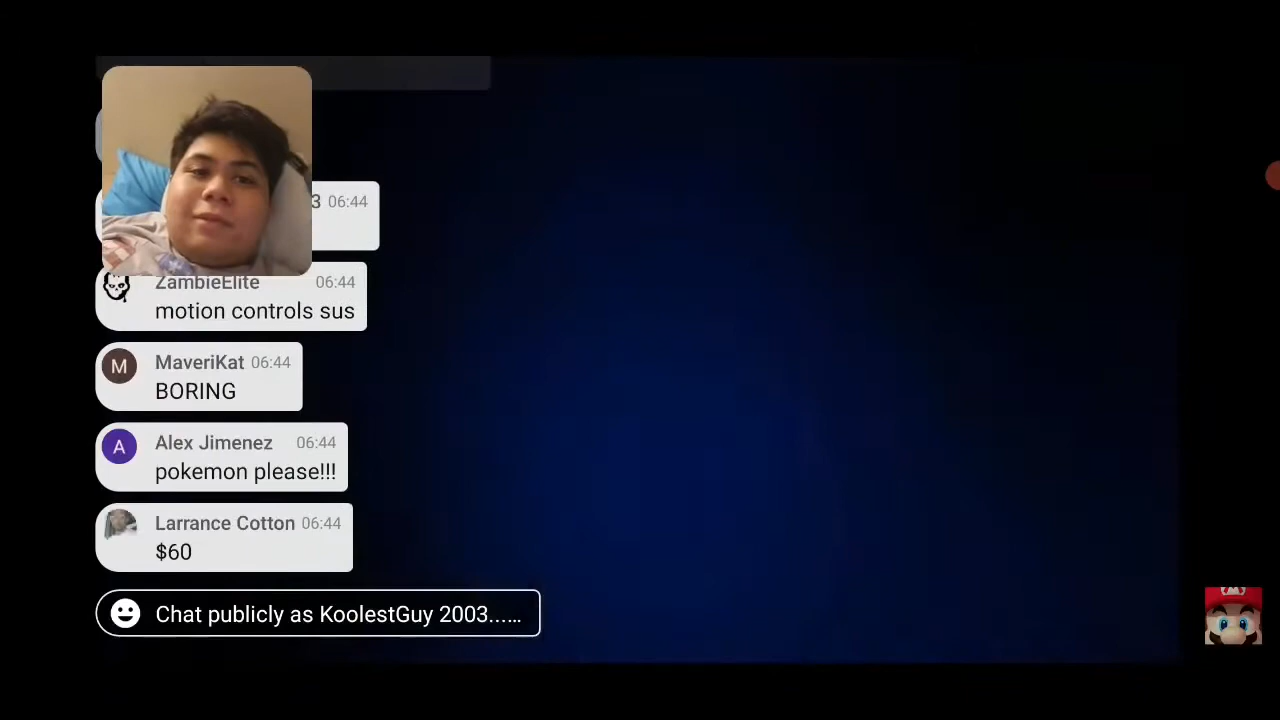 3 06:44
ZambieElite 06:44
motion controls sus
MaveriKat 06:44
BORING
Alex Jimenez 06:44
pokemon please!!!
Larrance Cotton 06:44
$60
Chat publicly as KoolestGuy 2003......